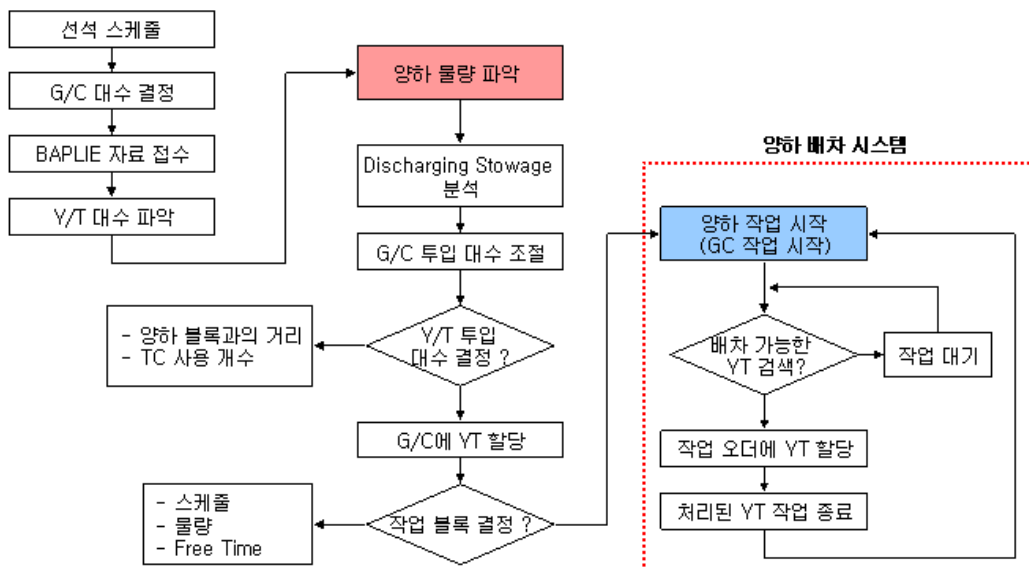 선석 스케줄
G/C 대수 결정
BAPLIE 자료 접수
Y/T 대수 파악
양하 물량 파악
Discharging Stowage
분석
G/C 투입 대수 조절
Y/T 투입
대수 결정 ?
- 양하 블록과의 거리
- TC 사용 개수
G/C에 YT 할당
작업 블록 결정 ?
- 스케줄
- 물량
- Free Time
양하 배차 시스템
양하 작업 시작
(GC 작업 시작)
배차 가능한
YT 검색?
작업 대기
작업 오더에 YT 할당
처리된 YT 작업 종료